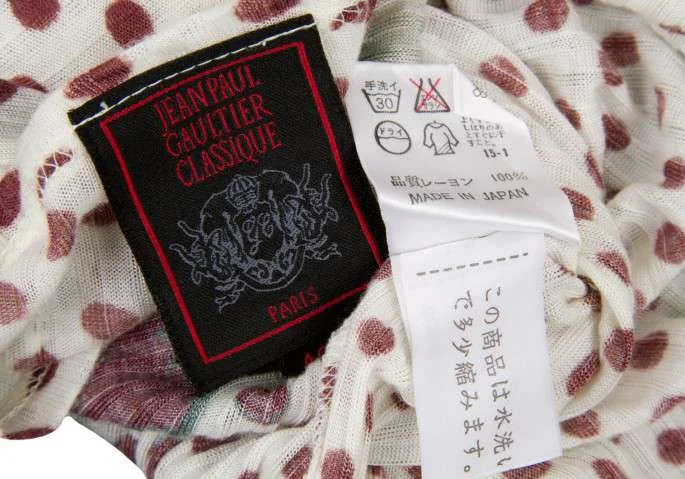 JEAN PAUL
GAULTIER
CLASSIQUE
PARIS
手洗イ
30
ドライ
15-1
品質レーヨン 100%
MADE IN JAPAN
この商品は水洗い
で多少縮みます。